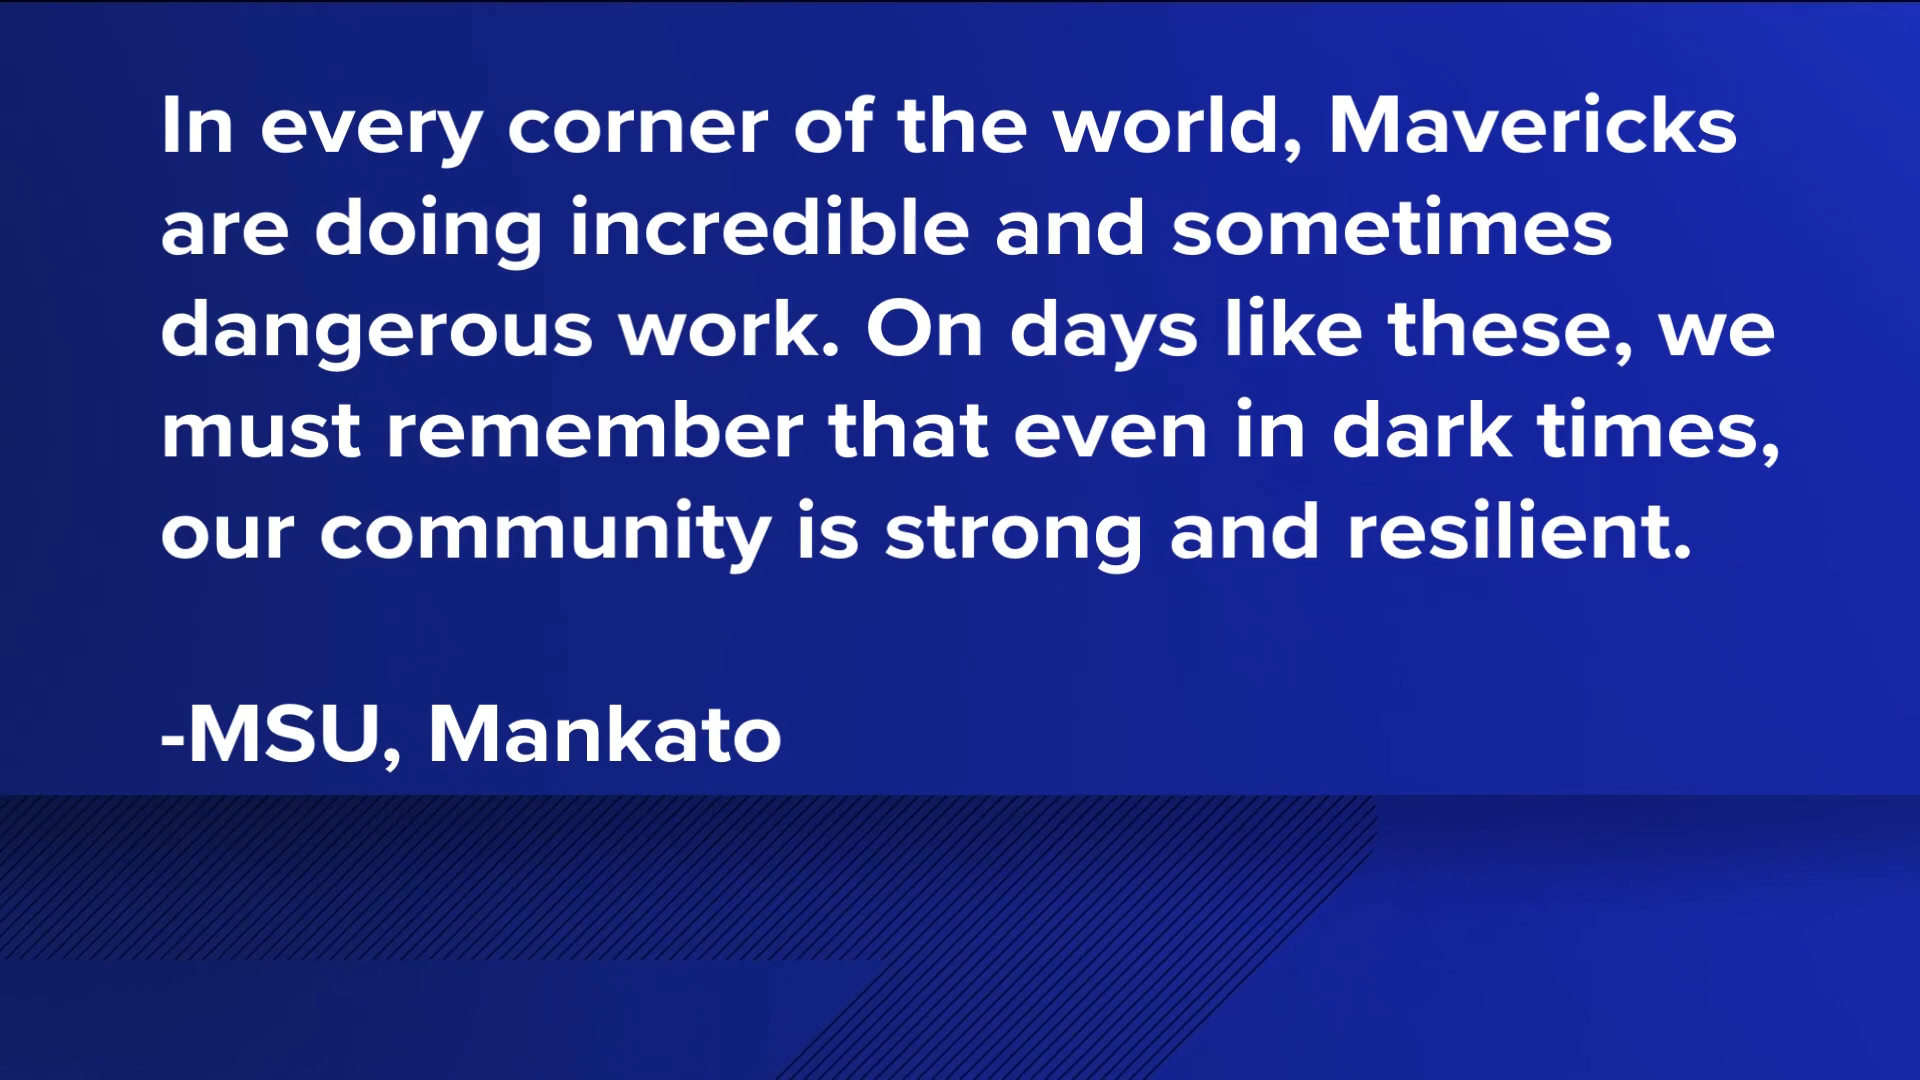 In every corner of the world, Mavericks
are doing incredible and sometimes
dangerous work. On days like these, we
must remember that even in dark times,
our community is strong and resilient.
-MSU, Mankato